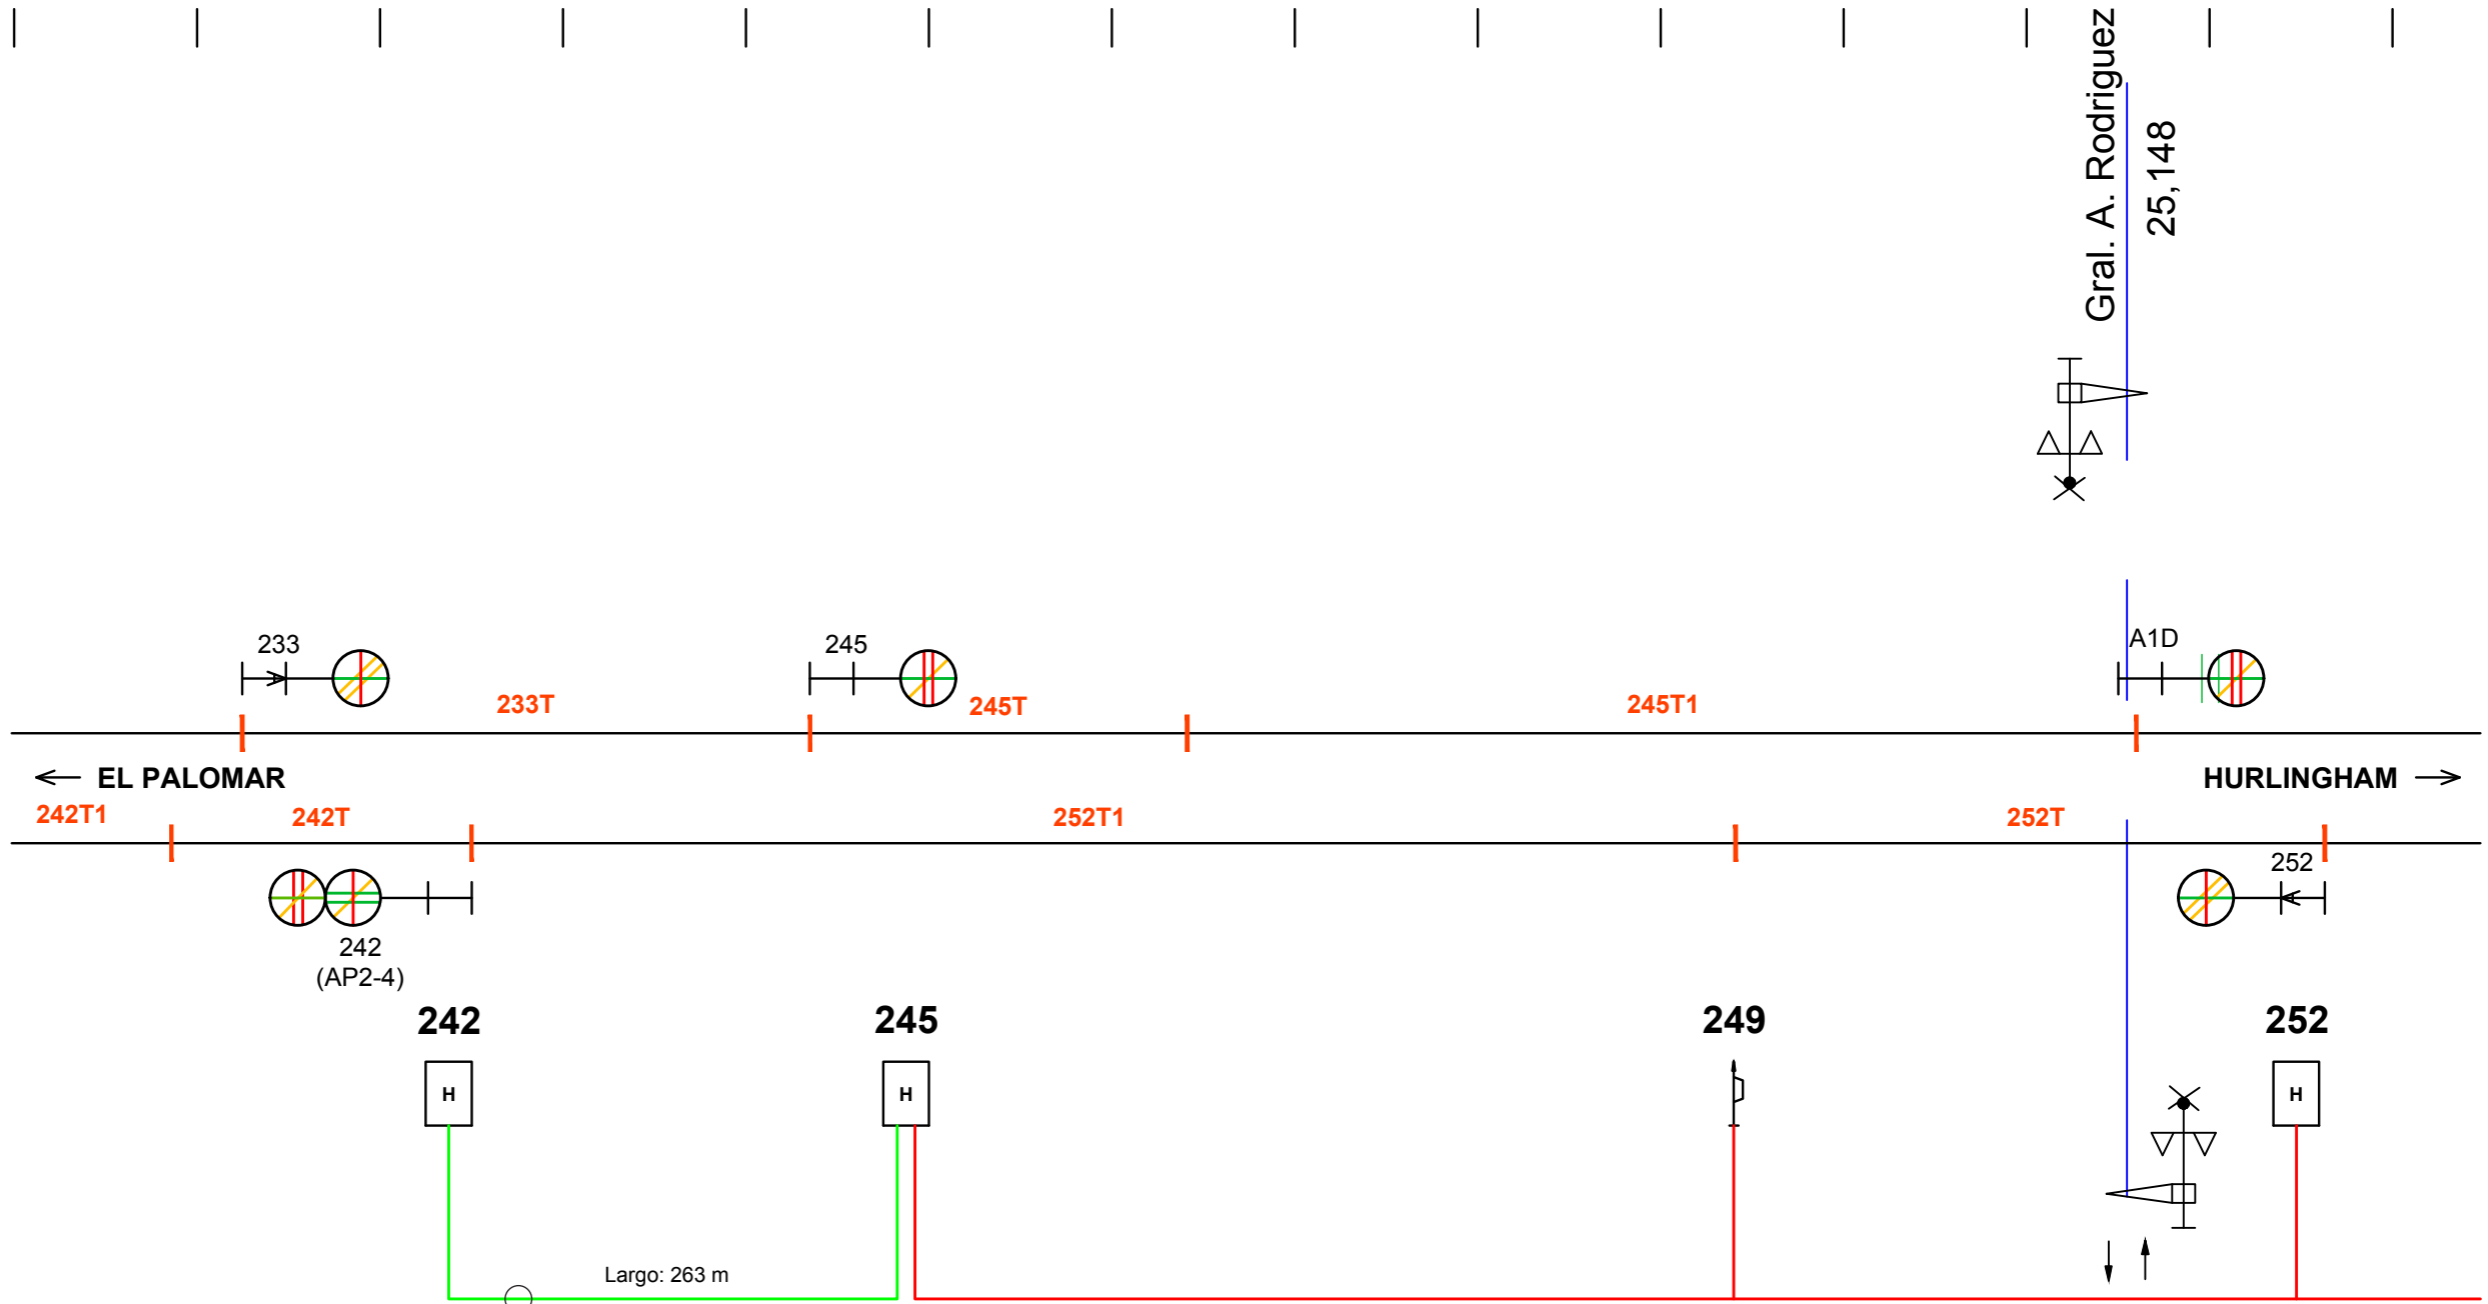 Gral. A. Rodriguez
25,148
233
245
A1D
233T
245T
245T1
EL PALOMAR
HURLINGHAM
242T1
242T
252T1
252T
252
242
(AP2-4)
242
245
249
252
H
H
H
Largo: 263 m